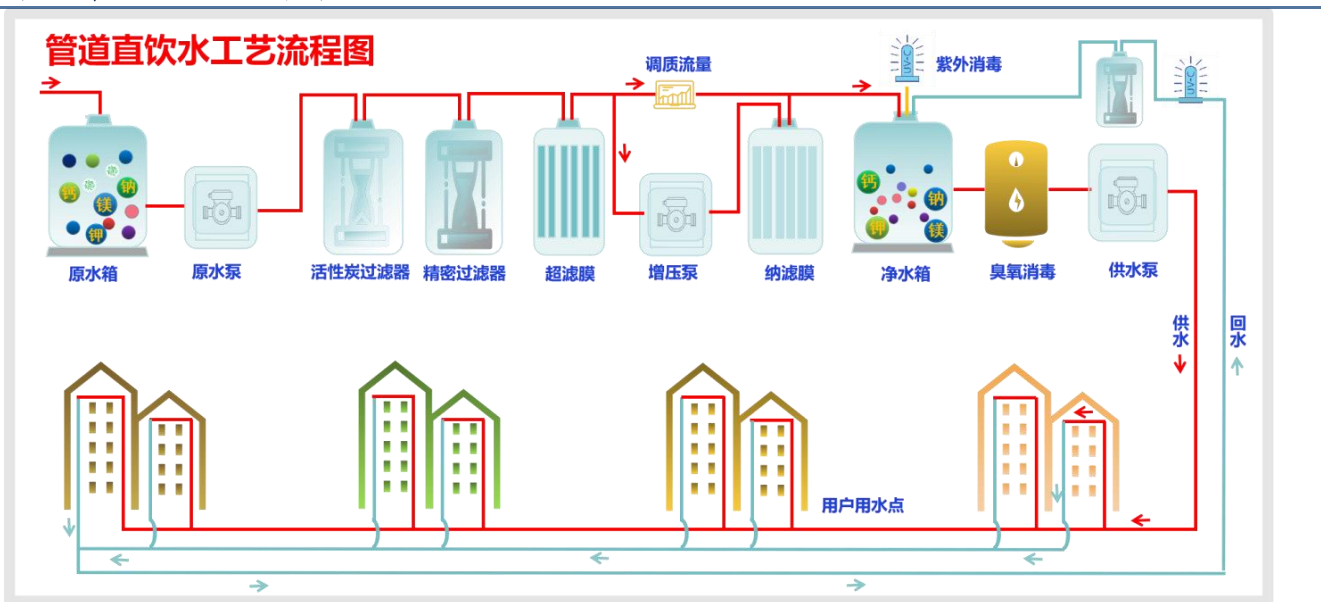 管道直饮水工艺流程图
调质流量
紫外消毒
钙
钠
镁
钾
钙
钠
钾
镁
原水箱
原水泵
活性炭过滤器
精密过滤器
超滤膜
增压泵
纳滤膜
净水箱
臭氧消毒
供水泵
供水
回水
用户用水点